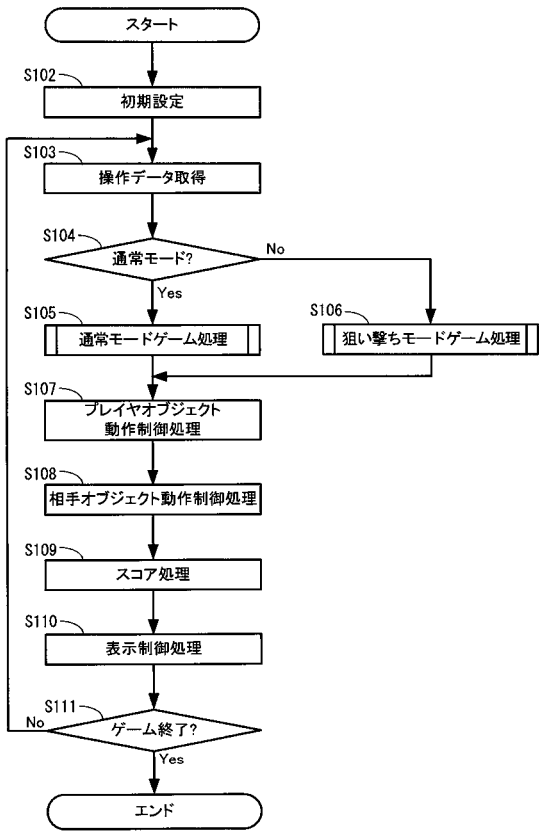 スタート
S102
初期設定
S103
操作データ取得
S104
通常モード?
No
Yes
S105
通常モードゲーム処理
S106
狙い撃ちモードゲーム処理
S107
プレイヤオブジェクト
動作制御処理
S108
相手オブジェクト動作制御処理
S109
スコア処理
S110
表示制御処理
S111
ゲーム終了?
No
Yes
エンド